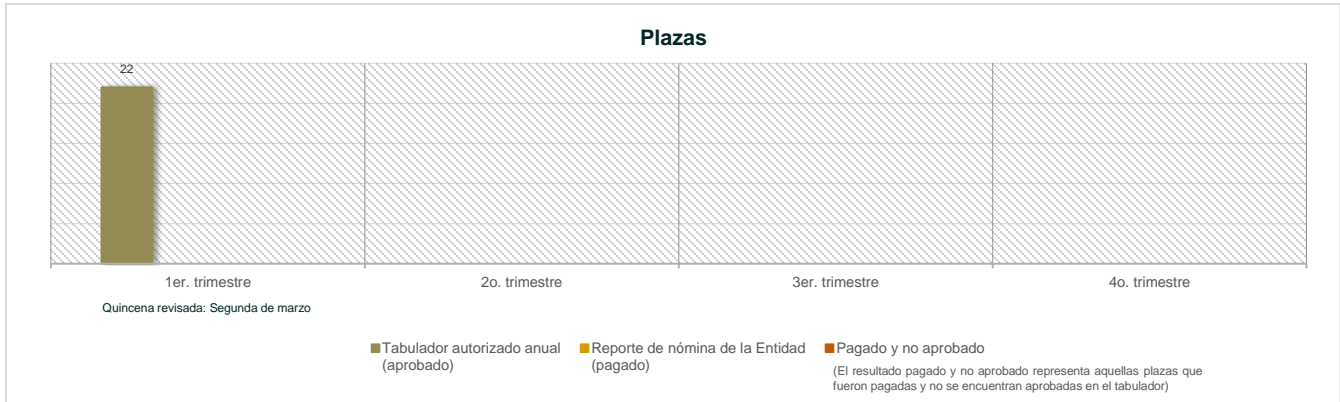 Plazas
22
1er. trimestre
2o. trimestre
3er. trimestre
4o. trimestre
Quincena revisada: Segunda de marzo
Tabulador autorizado anual
(aprobado)
Reporte de nómina de la Entidad
(pagado)
Pagado y no aprobado
(El resultado pagado y no aprobado representa aquellas plazas que
fueron pagadas y no se encuentran aprobadas en el tabulador)